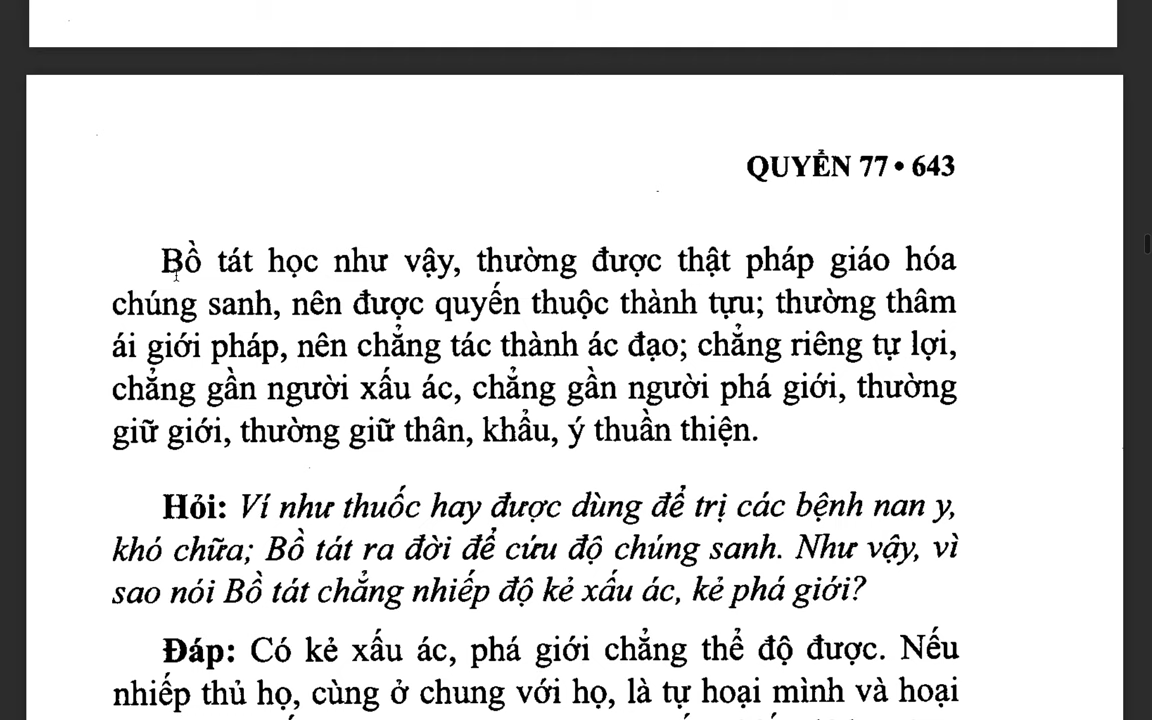 QUYỂN 77 • 643
Bồ tát học như vậy, thường được thật pháp giáo hóa
chúng sanh, nên được quyến thuộc thành tựu; thường thâm
ái giới pháp, nên chẳng tác thành ác đạo; chẳng riêng tự lợi,
chẳng gần người xấu ác, chẳng gần người phá giới, thường
giữ giới, thường giữ thân, khẩu, ý thuần thiện.
Hỏi: Ví như thuốc hay được dùng để trị các bệnh nan y,
khó chữa; Bồ tát ra đời để cứu độ chúng sanh. Như vậy, vì
sao nói Bồ tát chẳng nhiếp độ kẻ xấu ác, kẻ phá giới?
Đáp: Có kẻ xấu ác, phá giới chẳng thể độ được. Nếu
nhiếp thủ họ, cùng ở chung với họ, là tự hoại mình và hoại